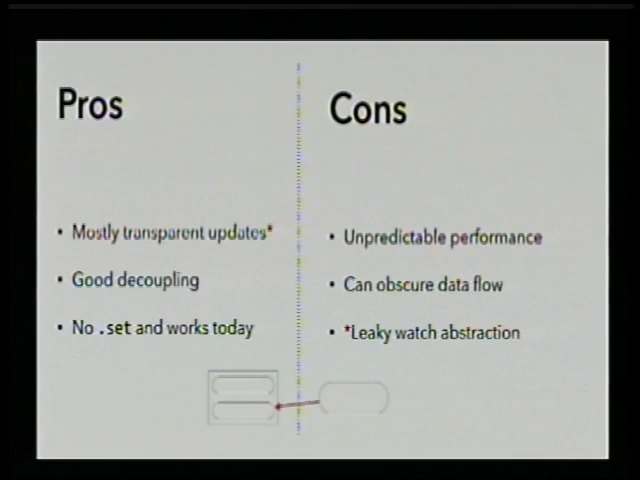 Pros
• Mostly transparent updates*
• Good decoupling
• No .set and works today
Cons
• Unpredictable performance
• Can obscure data flow
• *Leaky watch abstraction